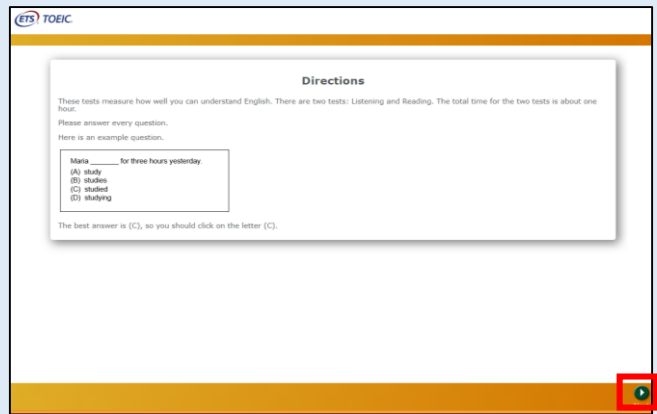 ETS TOEIC.
Directions
These tests measure how well you can understand English. There are two tests: Listening and Reading. The total time for the two tests is about one
hour.
Please answer every question.
Here is an example question.
Maria _______ for three hours yesterday.
(A) study
(B) studies
(C) studied
(D) studying
The best answer is (C), so you should click on the letter (C).